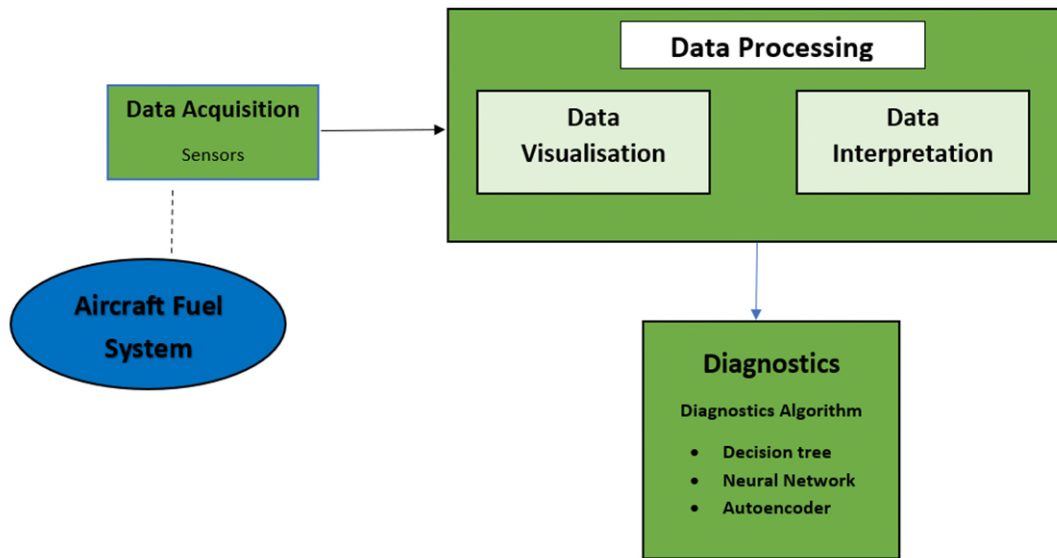 Data Processing
Data Acquisition
Sensors
Data
Visualisation
Data
Interpretation
Aircraft Fuel
System
Diagnostics
Diagnostics Algorithm
• Decision tree
• Neural Network
• Autoencoder